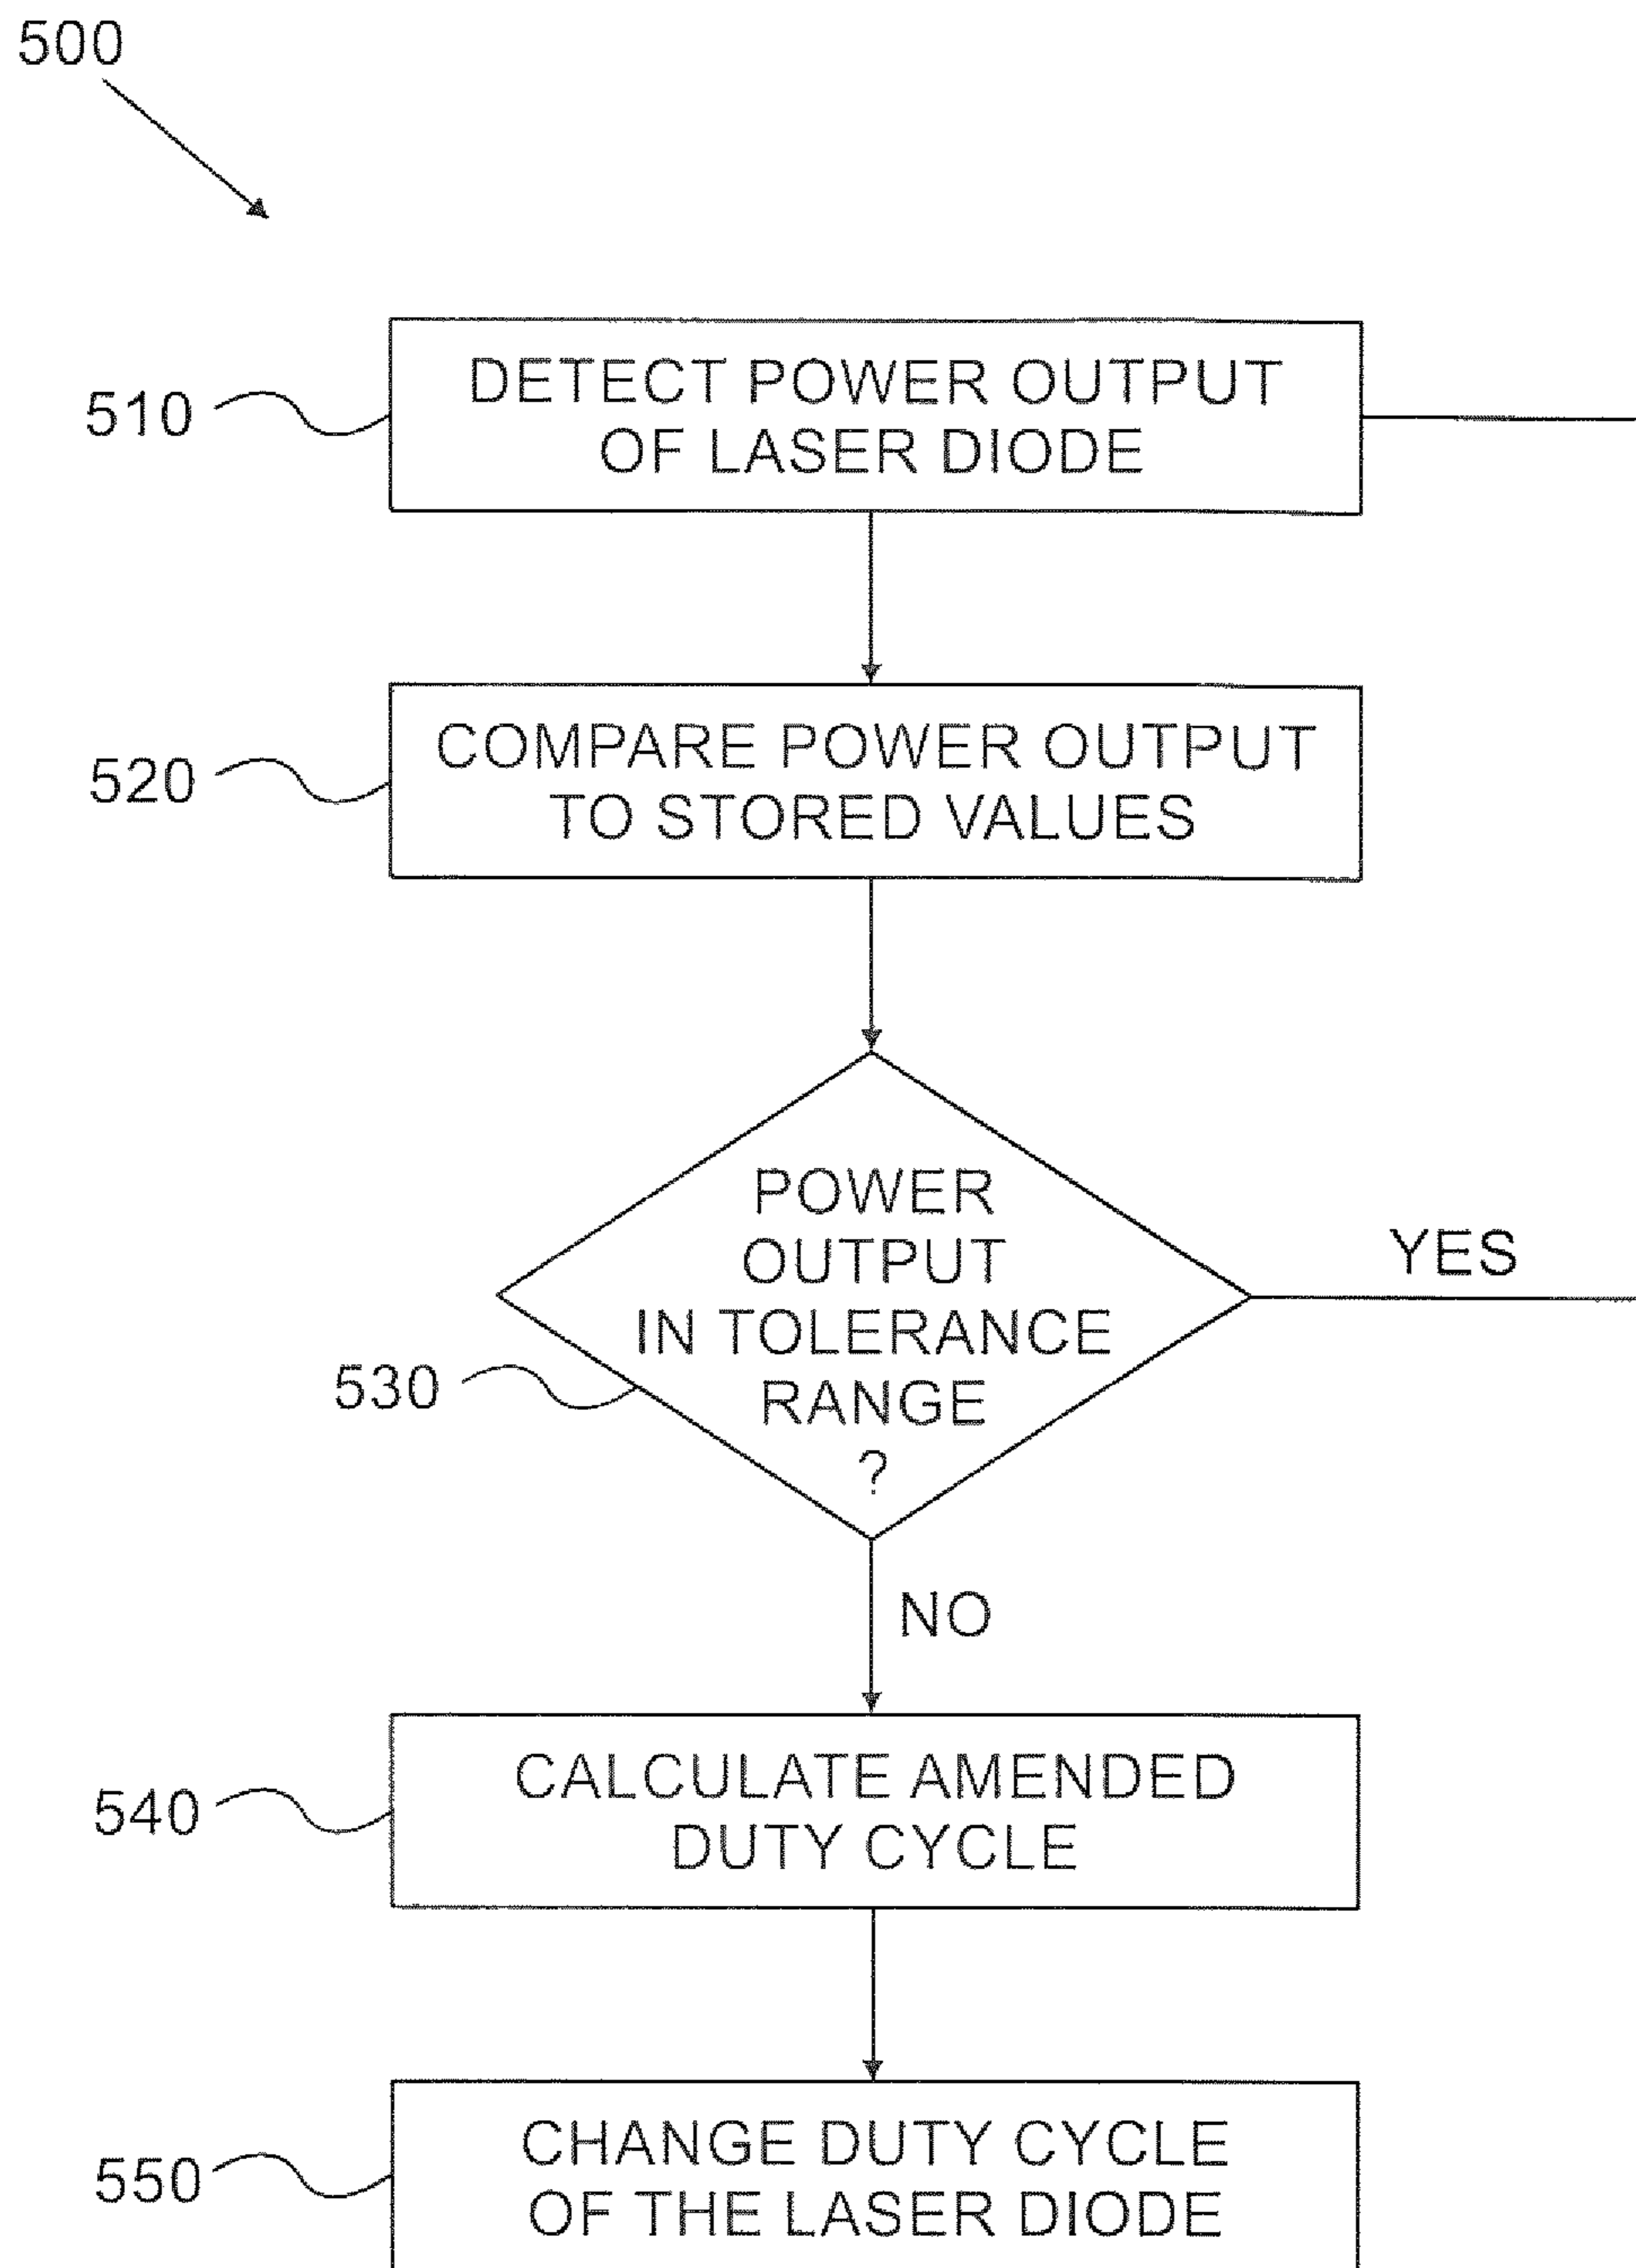 500
510
DETECT POWER OUTPUT
OF LASER DIODE
520
COMPARE POWER OUTPUT
TO STORED VALUES
530
POWER
OUTPUT
IN TOLERANCE
RANGE
?
YES
NO
540
CALCULATE AMENDED
DUTY CYCLE
550
CHANGE DUTY CYCLE
OF THE LASER DIODE